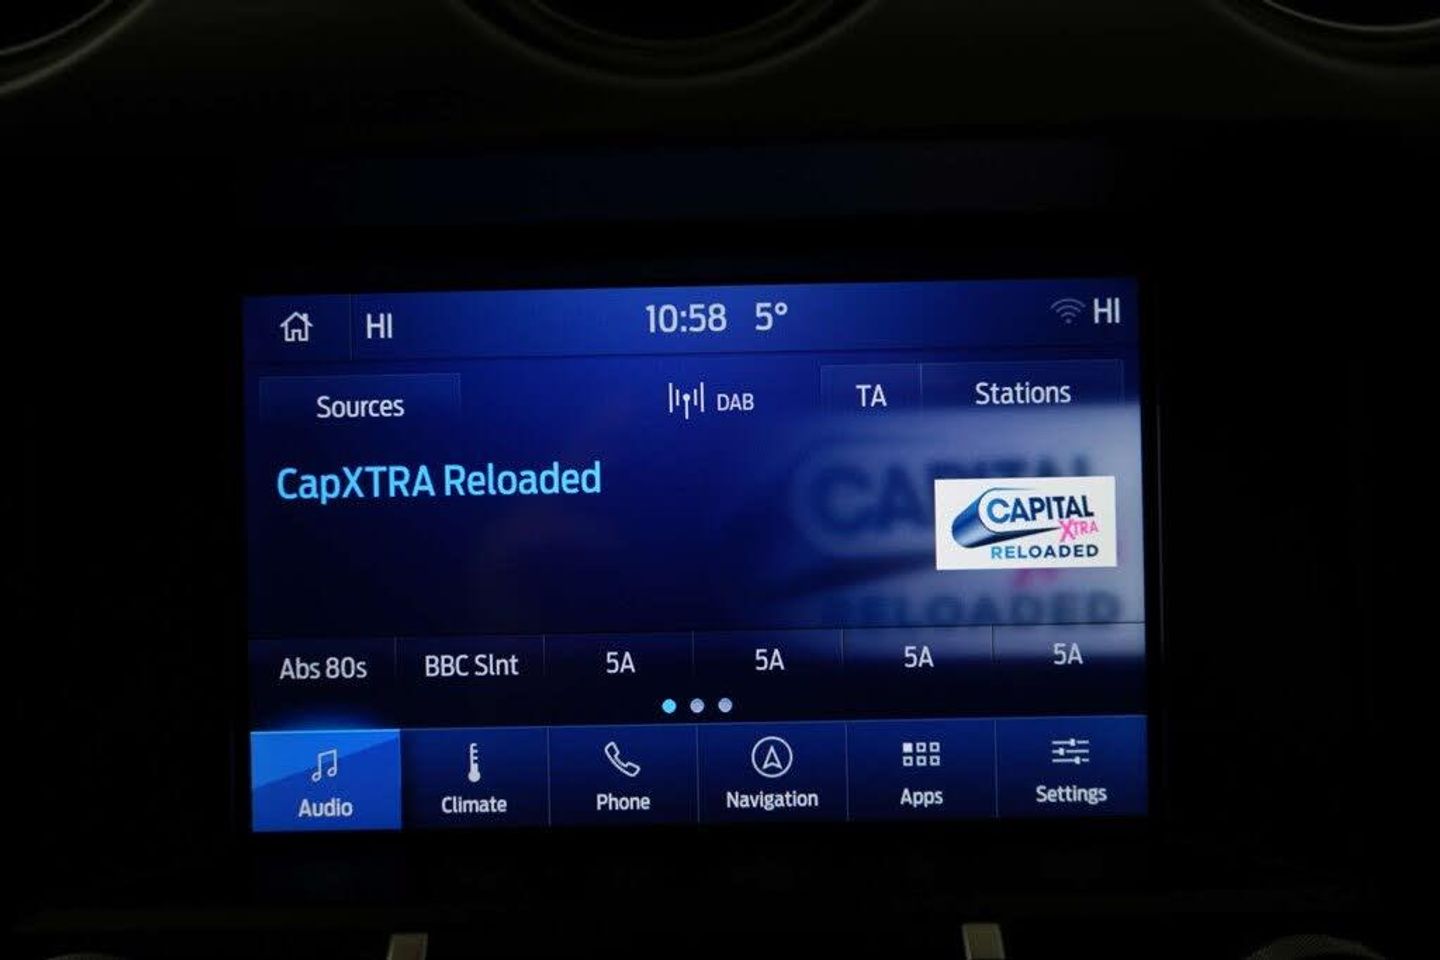 HI 10:58 5° HI
Sources DAB TA Stations
CapXTRA Reloaded
CAPITAL
XTRA
RELOADED
Abs 80s BBC Slnt 5A 5A 5A 5A
Audio Climate Phone Navigation Apps Settings